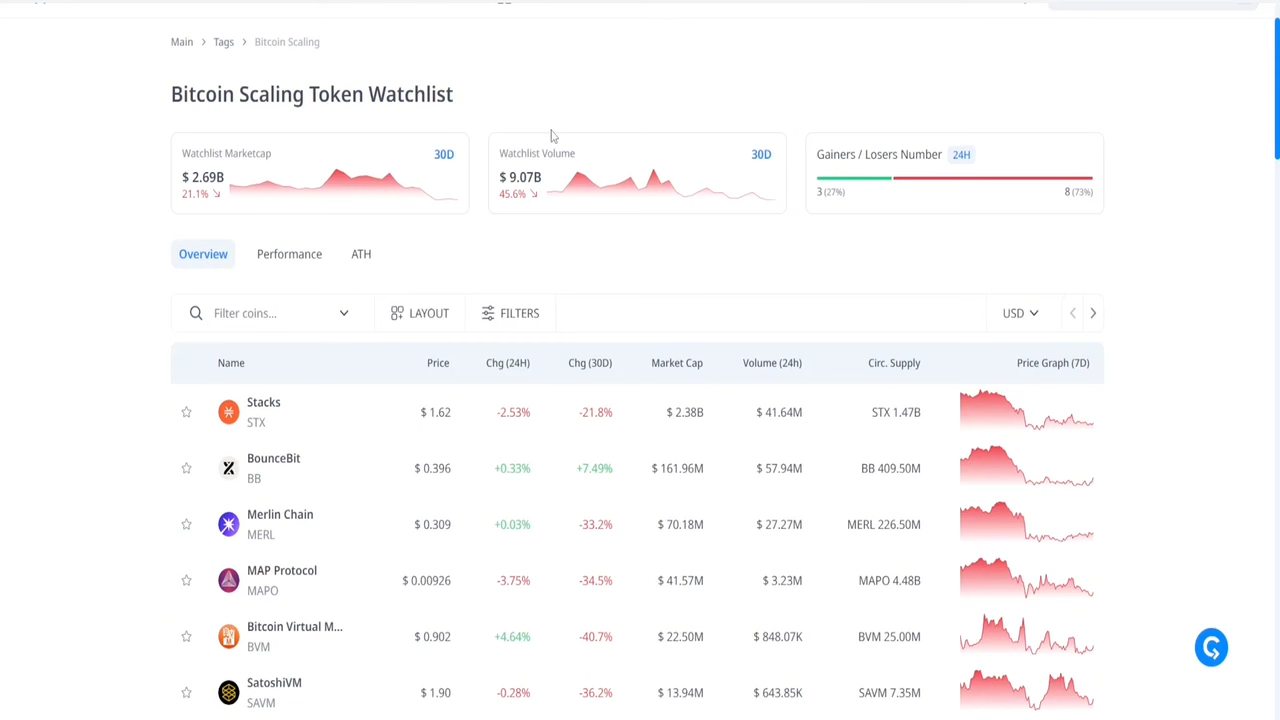 Main > Tags > Bitcoin Scaling
Bitcoin Scaling Token Watchlist
Watchlist Marketcap 30D
$ 2.69B
21.1% ↘
Watchlist Volume 30D
$ 9.07B
45.6% ↘
Gainers / Losers Number 24H
3 (27%) 8 (73%)
Overview Performance ATH
Filter coins... LAYOUT FILTERS USD
Name Price Chg (24H) Chg (30D) Market Cap Volume (24h) Circ. Supply Price Graph (7D)
Stacks
STX $ 1.62 -2.53% -21.8% $ 2.38B $ 41.64M STX 1.47B
BounceBit
BB $ 0.396 +0.33% +7.49% $ 161.96M $ 57.94M BB 409.50M
Merlin Chain
MERL $ 0.309 +0.03% -33.2% $ 70.18M $ 27.27M MERL 226.50M
MAP Protocol
MAPO $ 0.00926 -3.75% -34.5% $ 41.57M $ 3.23M MAPO 4.48B
Bitcoin Virtual M...
BVM $ 0.902 +4.64% -40.7% $ 22.50M $ 848.07K BVM 25.00M
SatoshiVM
SAVM $ 1.90 -0.28% -36.2% $ 13.94M $ 643.85K SAVM 7.35M